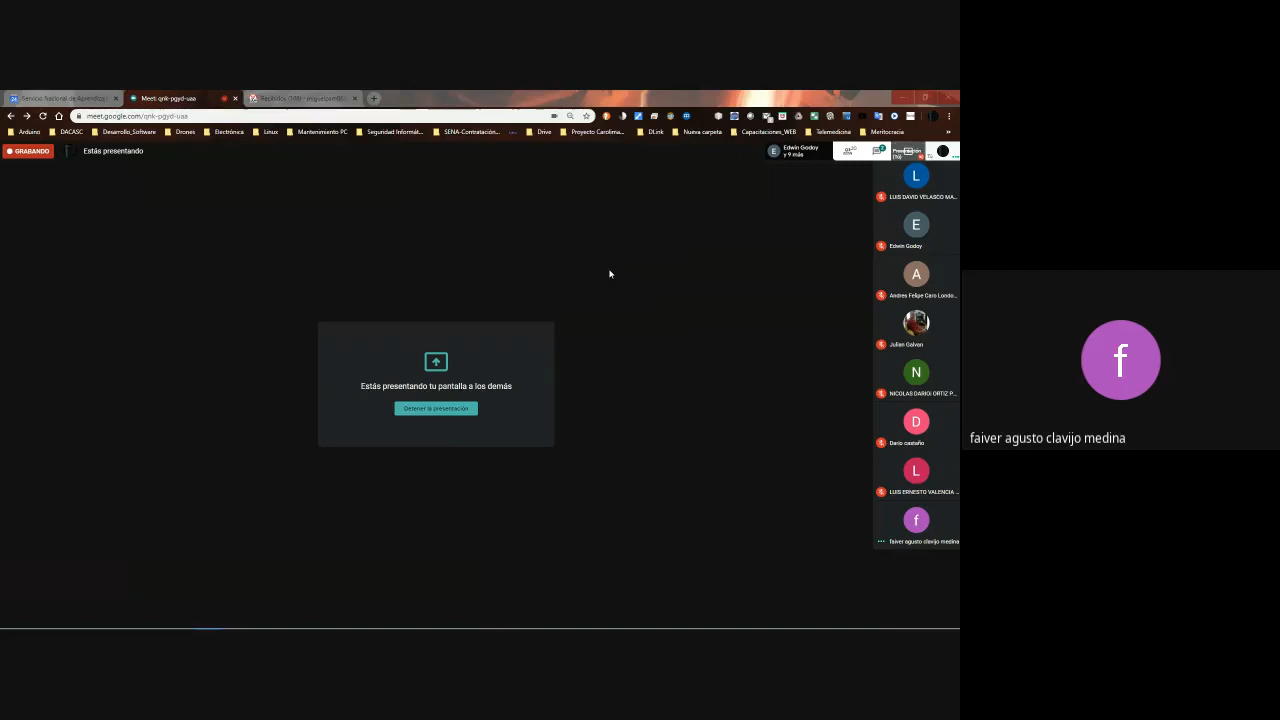 Servicio Nacional de Aprendizaj
Meet: qnk-pgyd-uaa
meet.google.com/qnk-pgyd-uaa
Arduino
DACASC
Desarrollo_Software
Drones
Electrónica
Linux
Mantenimiento PC
Seguridad Informát...
SENA-Contratación...
Drive
Proyecto Carolima...
DLink
Nueva carpeta
Capacitaciones_WEB
Telemedicina
Meritocracia
»
GRABANDO
Estás presentando
E
Edwin Godoy
y 9 más
L
LUIS DAVID VELASCO MA...
E
Edwin Godoy
A
Andres Felipe Caro Londo...
Julian Galvan
N
NICOLAS DARIOl ORTIZ P...
D
Dario castaño
L
LUIS ERNESTO VALENCIA ...
f
faiver agusto clavijo medina
Estás presentando tu pantalla a los demás
Detener la presentación
f
faiver agusto clavijo medina